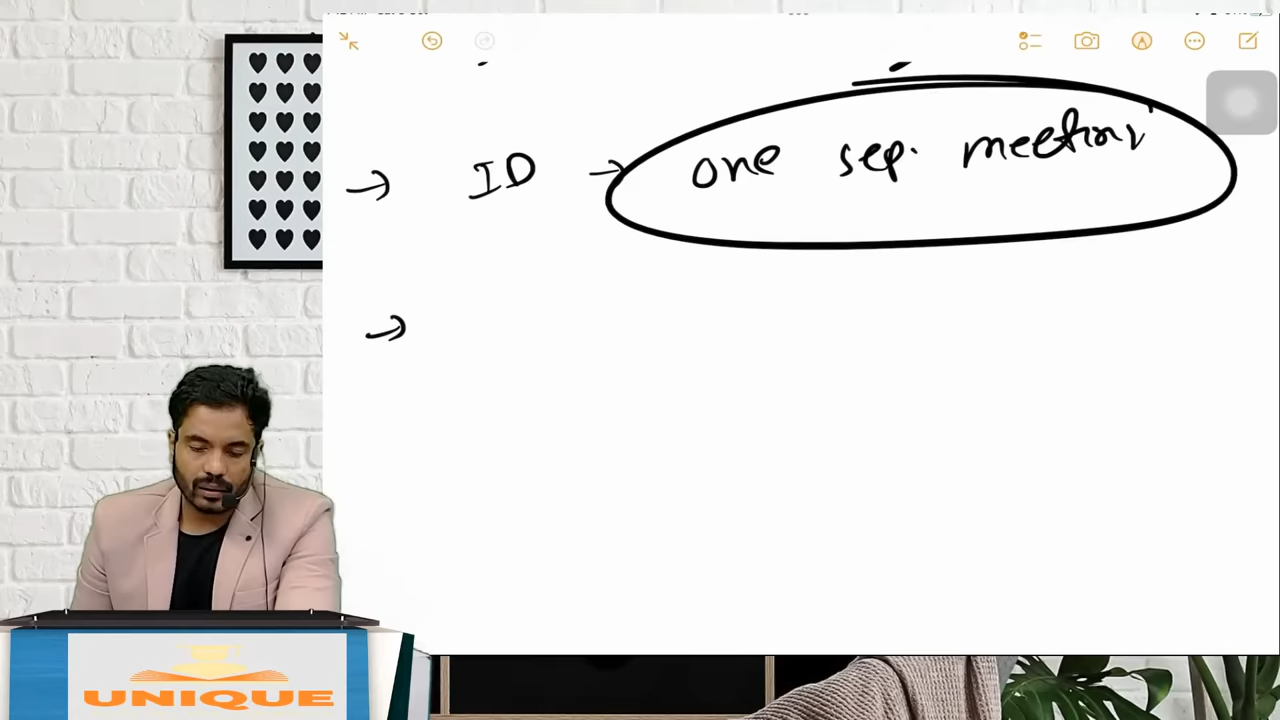 → ID → one sep. meeting
→
UNIQUE